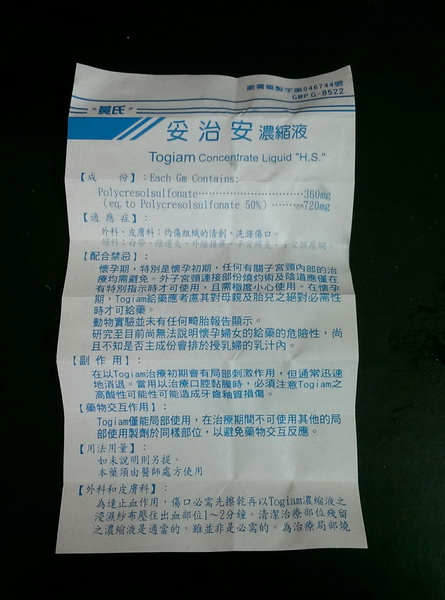 衛署藥製字第046744號
GMP G-8522
"黃氏"
妥治安濃縮液
Togiam Concentrate Liquid "H.S."
【成 份】:Each Gm Contains:
Polycresolsulfonate…………………………360mg
(eq.to Polycresolsulfonate 50%)………720mg
【適應症】:
外科、皮膚科:灼傷組織的清創、洗滌傷口。
婦科:白帶、陰道炎、外陰
【配合禁忌】:
懷孕期,特別是懷孕初期,任何有關子宮頸內部的治
療均需避免。外子宮頸連接部份燒灼術及陰道應僅在
有特別指示時才可使用,且需極度小心使用。在懷孕
期,Togiam給藥應考慮其對母親及胎兒之絕對必需性
時才可給藥。
動物實驗並未有任何畸胎報告顯示。
研究至目前尚無法說明懷孕婦女的給藥的危險性,尚
且不知是否主成份會排於授乳婦的乳汁內。
【副作用】:
在以Togiam治療初期會有局部刺激作用,但通常迅速
地消退。當用以治療口腔黏膜時,必須注意Togiam之
高酸性可能性可能造成牙齒釉質損傷。
【藥物交互作用】:
Togiam僅能局部使用,在治療期間不可使用其他的局
部使用製劑於同樣部位,以避免藥物交互反應。
【用法用量】:
如未說明則另提。
本藥須由醫師處方使用
【外科和皮膚科】:
為達止血作用,傷口必需先擦乾再以Togiam濃縮液之
浸濕紗布壓住出血部位1～2分鐘。清潔治療部位殘留
之濃縮液是適當的,雖並非是必需的。為治療局部燒